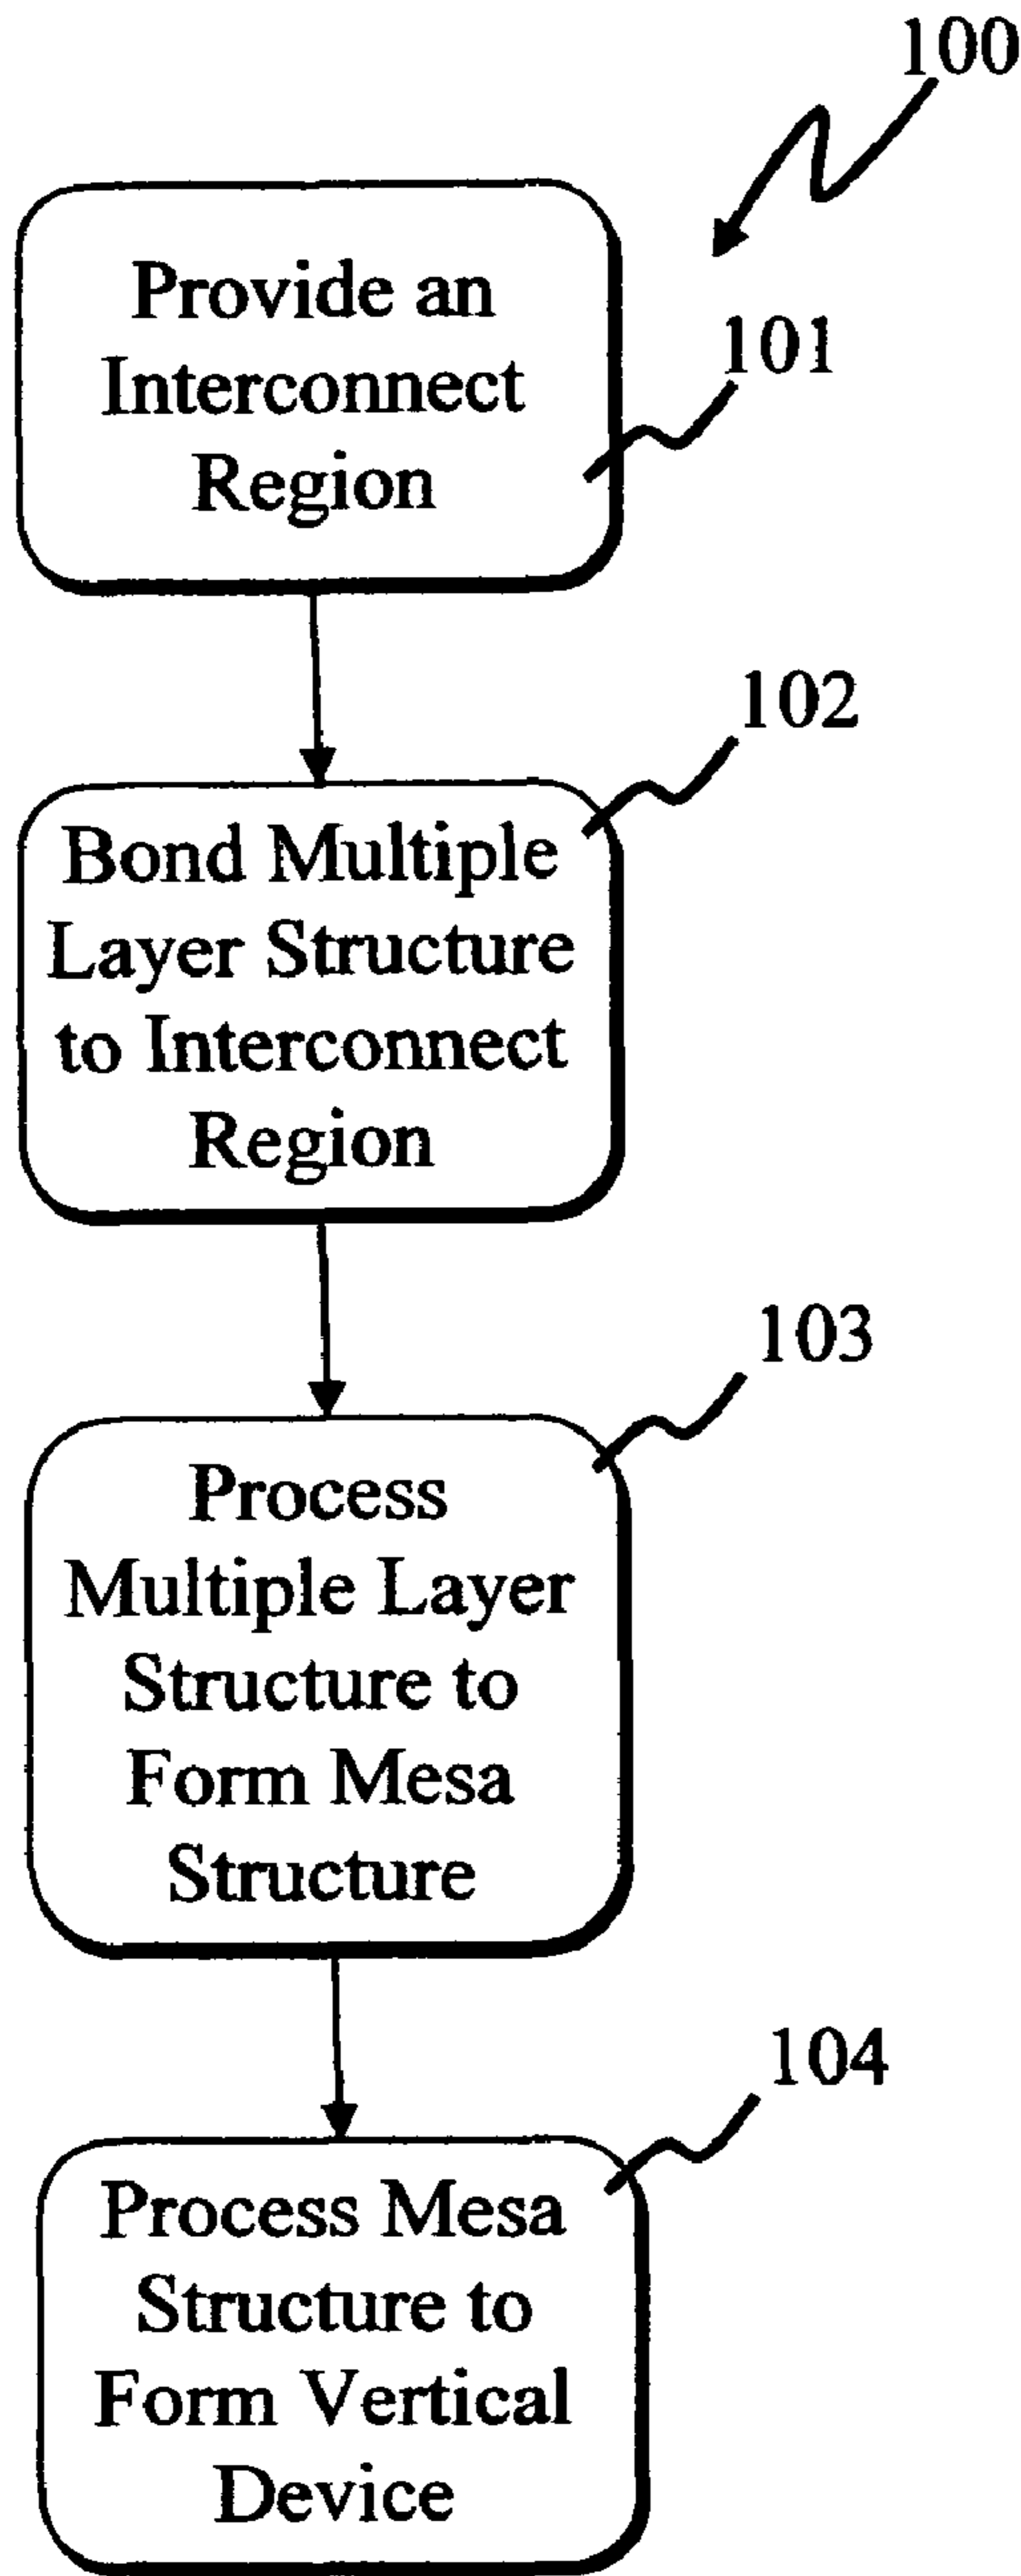 100
Provide an
Interconnect
Region
101
102
Bond Multiple
Layer Structure
to Interconnect
Region
103
Process
Multiple Layer
Structure to
Form Mesa
Structure
104
Process Mesa
Structure to
Form Vertical
Device